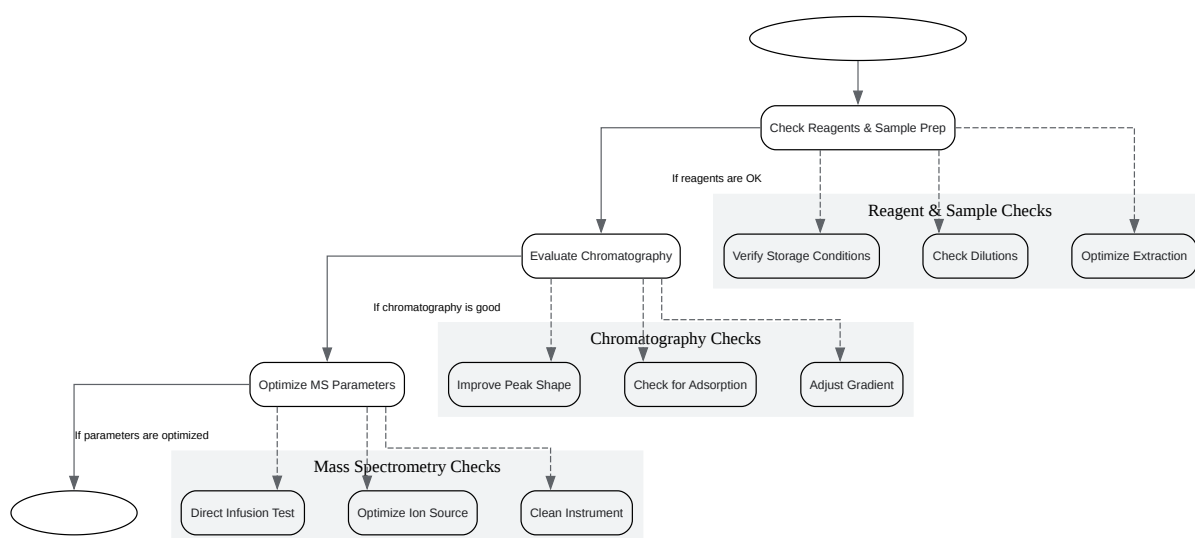 Check Reagents & Sample Prep
If reagents are OK
Reagent & Sample Checks
Evaluate Chromatography
Verify Storage Conditions
Check Dilutions
Optimize Extraction
If chromatography is good
Chromatography Checks
Optimize MS Parameters
Improve Peak Shape
Check for Adsorption
Adjust Gradient
If parameters are optimized
Mass Spectrometry Checks
Direct Infusion Test
Optimize Ion Source
Clean Instrument